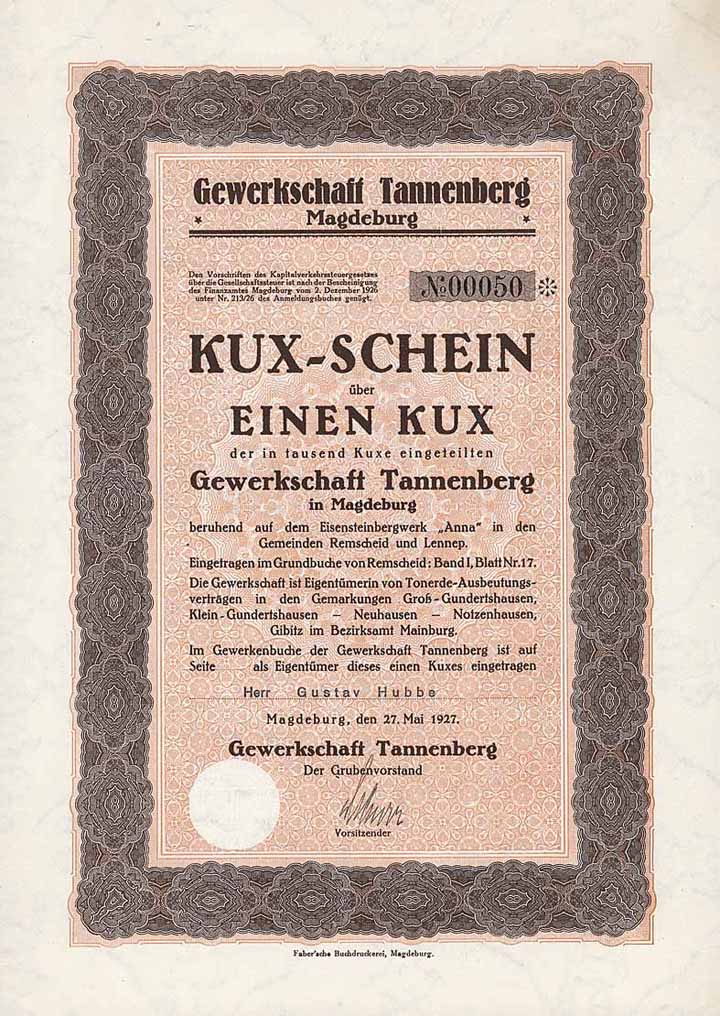 Gewerkschaft Tannenberg
* Magdeburg *
Den Vorschriften des Kapitalverkehrssteuergesetzes
über die Gesellschaftssteuer ist nach der Bescheinigung
des Finanzamtes Magdeburg vom 2. Dezember 1926
unter Nr. 213/26 des Anmeldungsbuches genügt.
No 00050 *
KUX-SCHEIN
über
EINEN KUX
der in tausend Kuxe eingeteilten
Gewerkschaft Tannenberg
in Magdeburg
beruhend auf dem Eisensteinbergwerk „Anna" in den
Gemeinden Remscheid und Lennep.
Eingetragen im Grundbuche von Remscheid: Band I, Blatt Nr. 17.
Die Gewerkschaft ist Eigentümerin von Tonerde-Ausbeutungs-
verträgen in den Gemarkungen Groß-Gundertshausen,
Klein-Gundertshausen – Neuhausen – Notzenhausen,
Gibitz im Bezirksamt Mainburg.
Im Gewerkenbuche der Gewerkschaft Tannenberg ist auf
Seite als Eigentümer dieses einen Kuxes eingetragen
Herr Gustav Hubbe
Magdeburg, den 27. Mai 1927.
Gewerkschaft Tannenberg
Der Grubenvorstand
Vorsitzender
Faber'sche Buchdruckerei, Magdeburg.